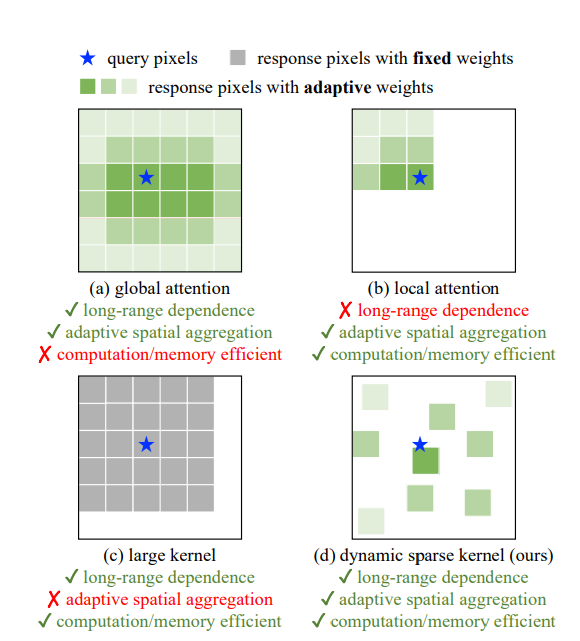 query pixels
response pixels with fixed weights
response pixels with adaptive weights
(a) global attention
✓ long-range dependence
✓ adaptive spatial aggregation
✗ computation/memory efficient
(b) local attention
✗ long-range dependence
✓ adaptive spatial aggregation
✓ computation/memory efficient
(c) large kernel
✓ long-range dependence
✗ adaptive spatial aggregation
✓ computation/memory efficient
(d) dynamic sparse kernel (ours)
✓ long-range dependence
✓ adaptive spatial aggregation
✓ computation/memory efficient